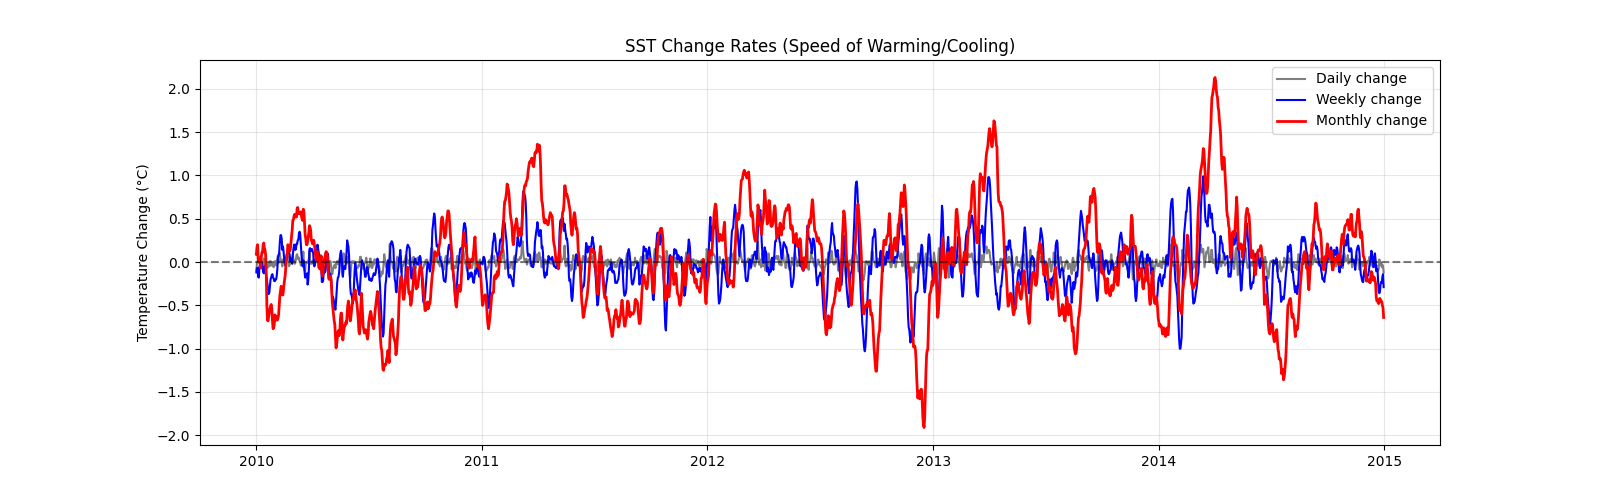 SST Change Rates (Speed of Warming/Cooling)
Temperature Change (°C)
2.0
1.5
1.0
0.5
0.0
−0.5
−1.0
−1.5
−2.0
Daily change
Weekly change
Monthly change
2010 2011 2012 2013 2014 2015